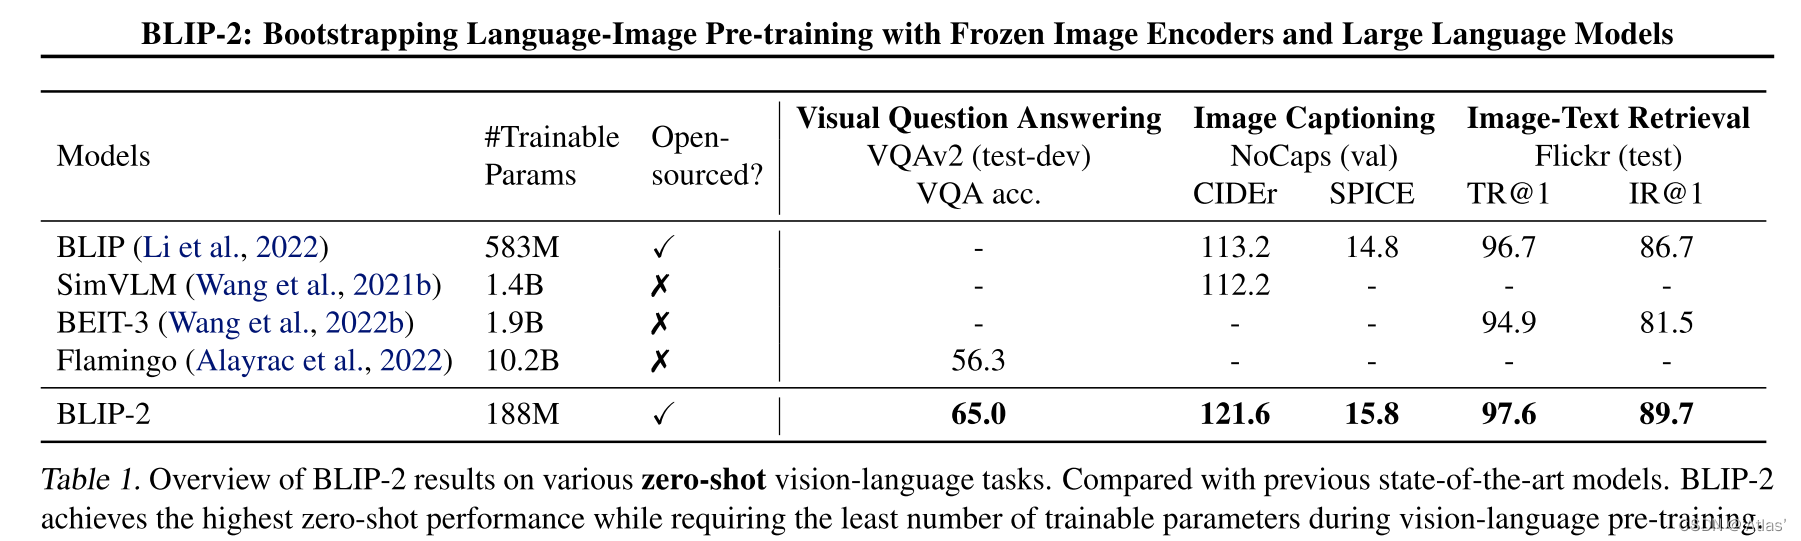 BLIP-2: Bootstrapping Language-Image Pre-training with Frozen Image Encoders and Large Language Models
Models #Trainable Params Open-sourced? Visual Question Answering Image Captioning Image-Text Retrieval
VQAv2 (test-dev) NoCaps (val) Flickr (test)
VQA acc. CIDEr SPICE TR@1 IR@1
BLIP (Li et al., 2022) 583M ✓ - 113.2 14.8 96.7 86.7
SimVLM (Wang et al., 2021b) 1.4B ✗ - 112.2 - - -
BEIT-3 (Wang et al., 2022b) 1.9B ✗ - - - 94.9 81.5
Flamingo (Alayrac et al., 2022) 10.2B ✗ 56.3 - - - -
BLIP-2 188M ✓ 65.0 121.6 15.8 97.6 89.7
Table 1. Overview of BLIP-2 results on various zero-shot vision-language tasks. Compared with previous state-of-the-art models. BLIP-2
achieves the highest zero-shot performance while requiring the least number of trainable parameters during vision-language pre-training.
CSDN @Atlas'